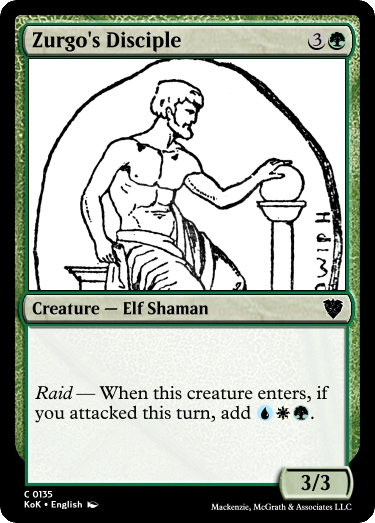 Zurgo's Disciple 3
Creature — Elf Shaman
Raid — When this creature enters, if
you attacked this turn, add.
3/3
C 0135
KoK • English
Mackenzie, McGrath & Associates LLC